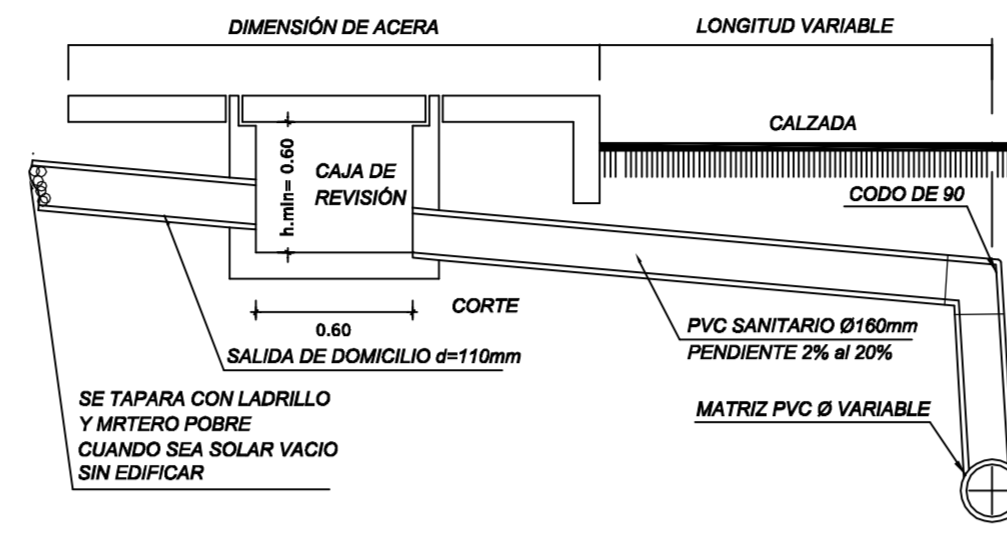 DIMENSIÓN DE ACERA
LONGITUD VARIABLE
CALZADA
h.min= 0.60
CAJA DE
REVISIÓN
CODO DE 90
CORTE
0.60
SALIDA DE DOMICILIO d=110mm
PVC SANITARIO Ø160mm
PENDIENTE 2% al 20%
SE TAPARA CON LADRILLO
Y MRTERO POBRE
CUANDO SEA SOLAR VACIO
SIN EDIFICAR
MATRIZ PVC Ø VARIABLE